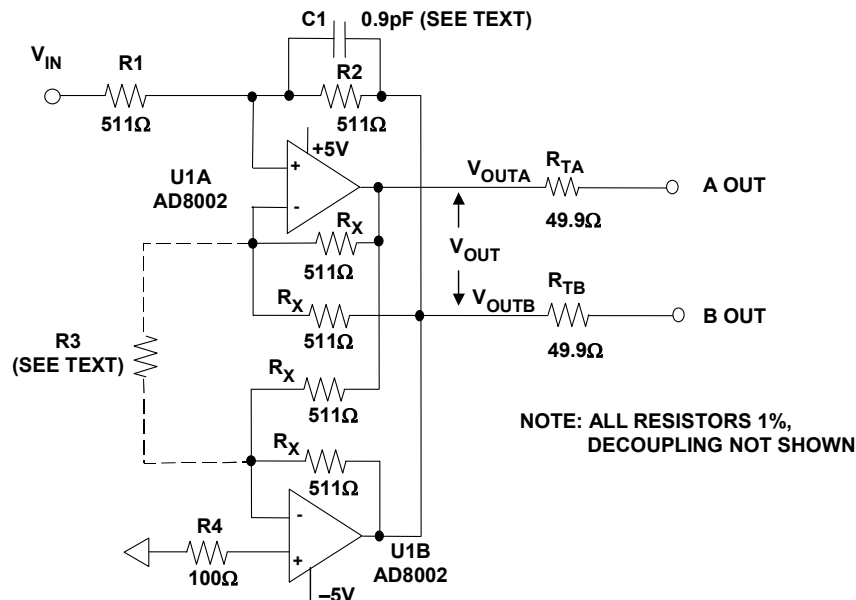 C1
0.9pF (SEE TEXT)
V_IN
R1
511Ω
R2
511Ω
+5V
U1A
AD8002
+
-
R_X
511Ω
R_X
511Ω
V_OUTA
R_TA
49.9Ω
A OUT
V_OUT
V_OUTB
R_TB
49.9Ω
B OUT
R3
(SEE TEXT)
R_X
511Ω
R_X
511Ω
NOTE: ALL RESISTORS 1%,
DECOUPLING NOT SHOWN
R4
100Ω
-
+
U1B
AD8002
–5V